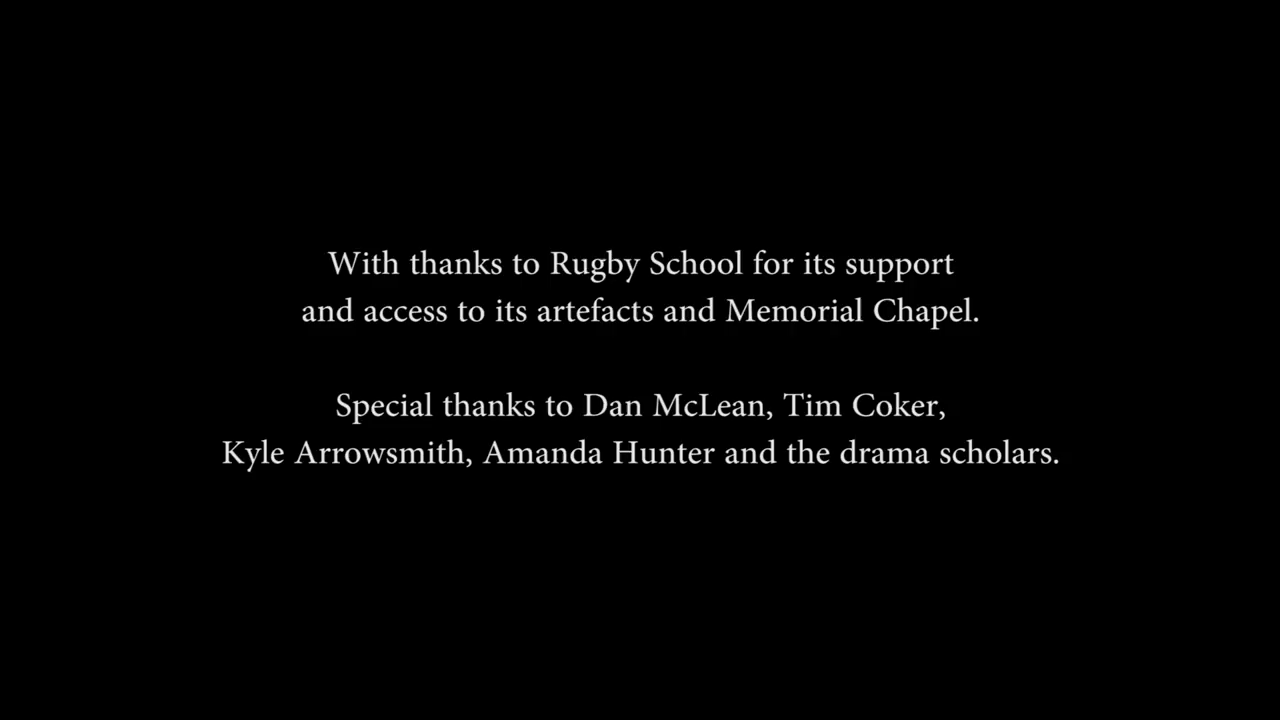 With thanks to Rugby School for its support
and access to its artefacts and Memorial Chapel.
Special thanks to Dan McLean, Tim Coker,
Kyle Arrowsmith, Amanda Hunter and the drama scholars.